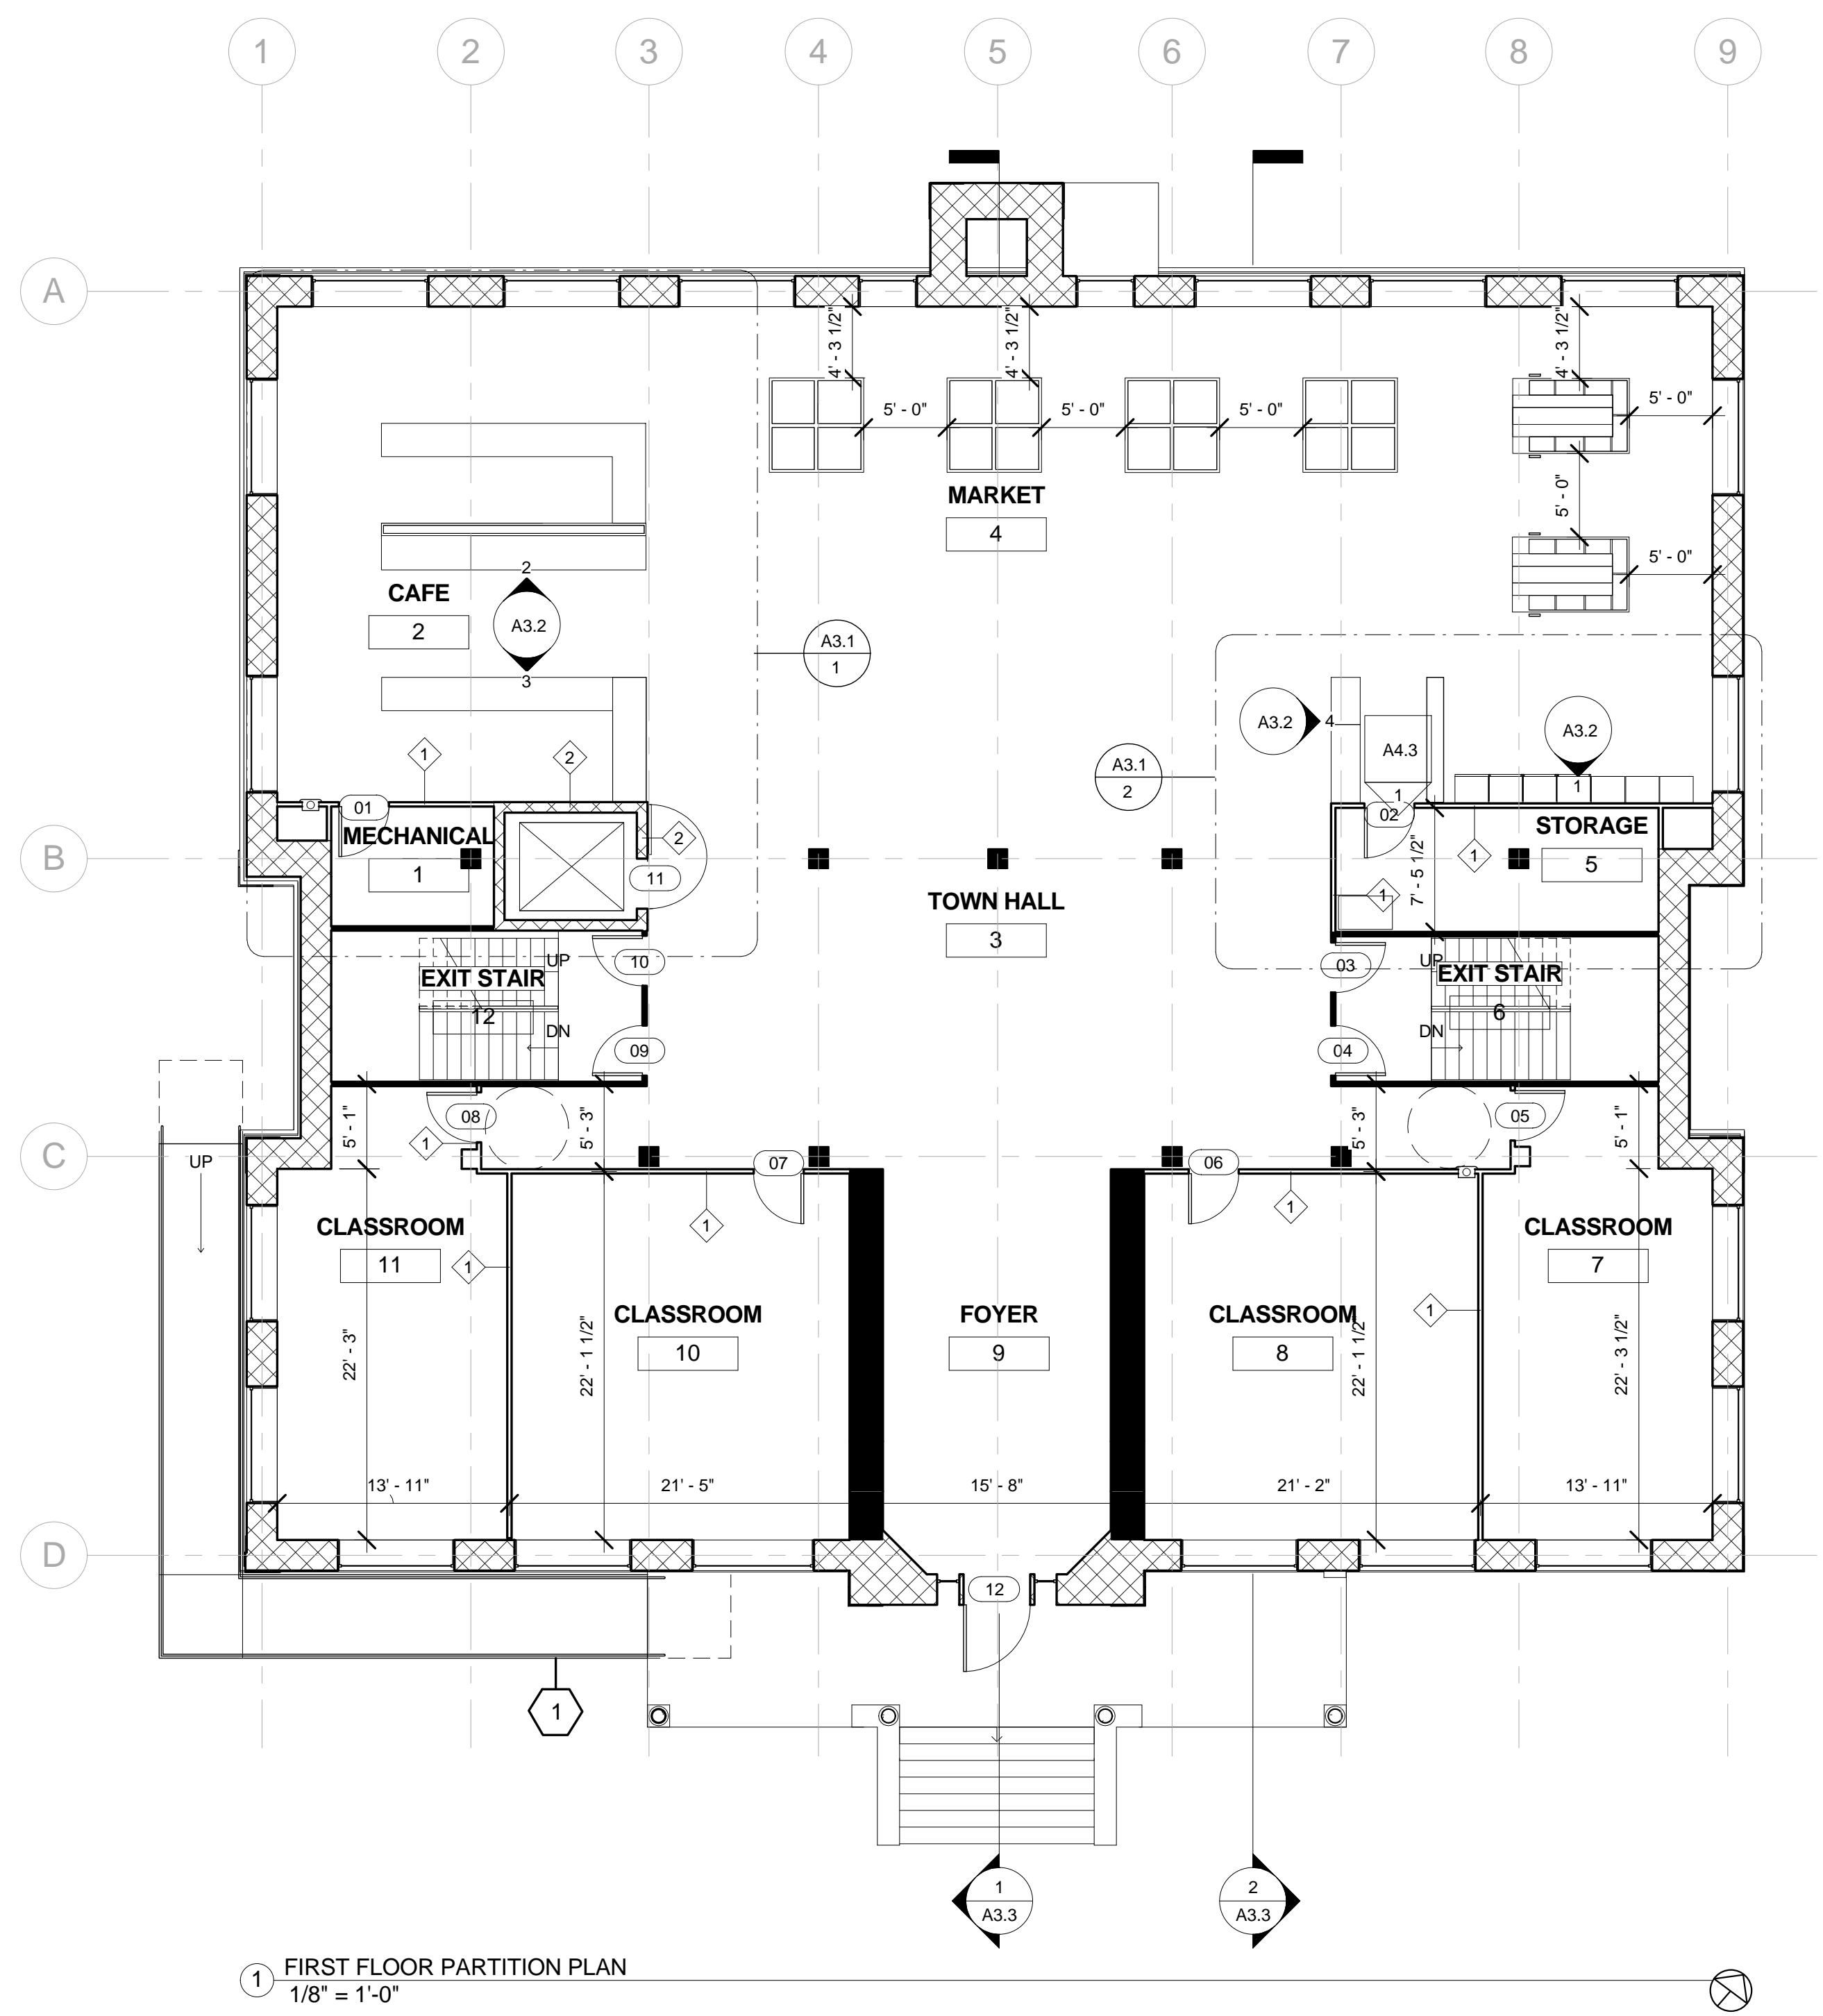 1 2 3 4 5 6 7 8 9
A
4' - 3 1/2" 4' - 3 1/2" 4' - 3 1/2"
5' - 0" 5' - 0" 5' - 0" 5' - 0"
MARKET
4
5' - 0"
5' - 0"
CAFE
2
2
A3.2
3
A3.1
1
A3.2 4
A4.3
1
A3.2
1
A3.1
2
1
2
01
MECHANICAL
1
2
11
B
02
STORAGE
5
1
1
7' - 5 1/2"
TOWN HALL
3
UP
10
EXIT STAIR
12
DN
09
03
UP
EXIT STAIR
6
DN
04
08
1
5' - 1"
5' - 3"
5' - 3"
05
5' - 1"
C
UP
07
06
1
1
CLASSROOM
11
1
CLASSROOM
7
1
CLASSROOM
10
FOYER
9
CLASSROOM
8
22' - 3"
22' - 1 1/2"
22' - 1 1/2"
22' - 3 1/2"
13' - 11" 21' - 5" 15' - 8" 21' - 2" 13' - 11"
D
12
1
1
A3.3
2
A3.3
1 FIRST FLOOR PARTITION PLAN
1/8" = 1'-0"